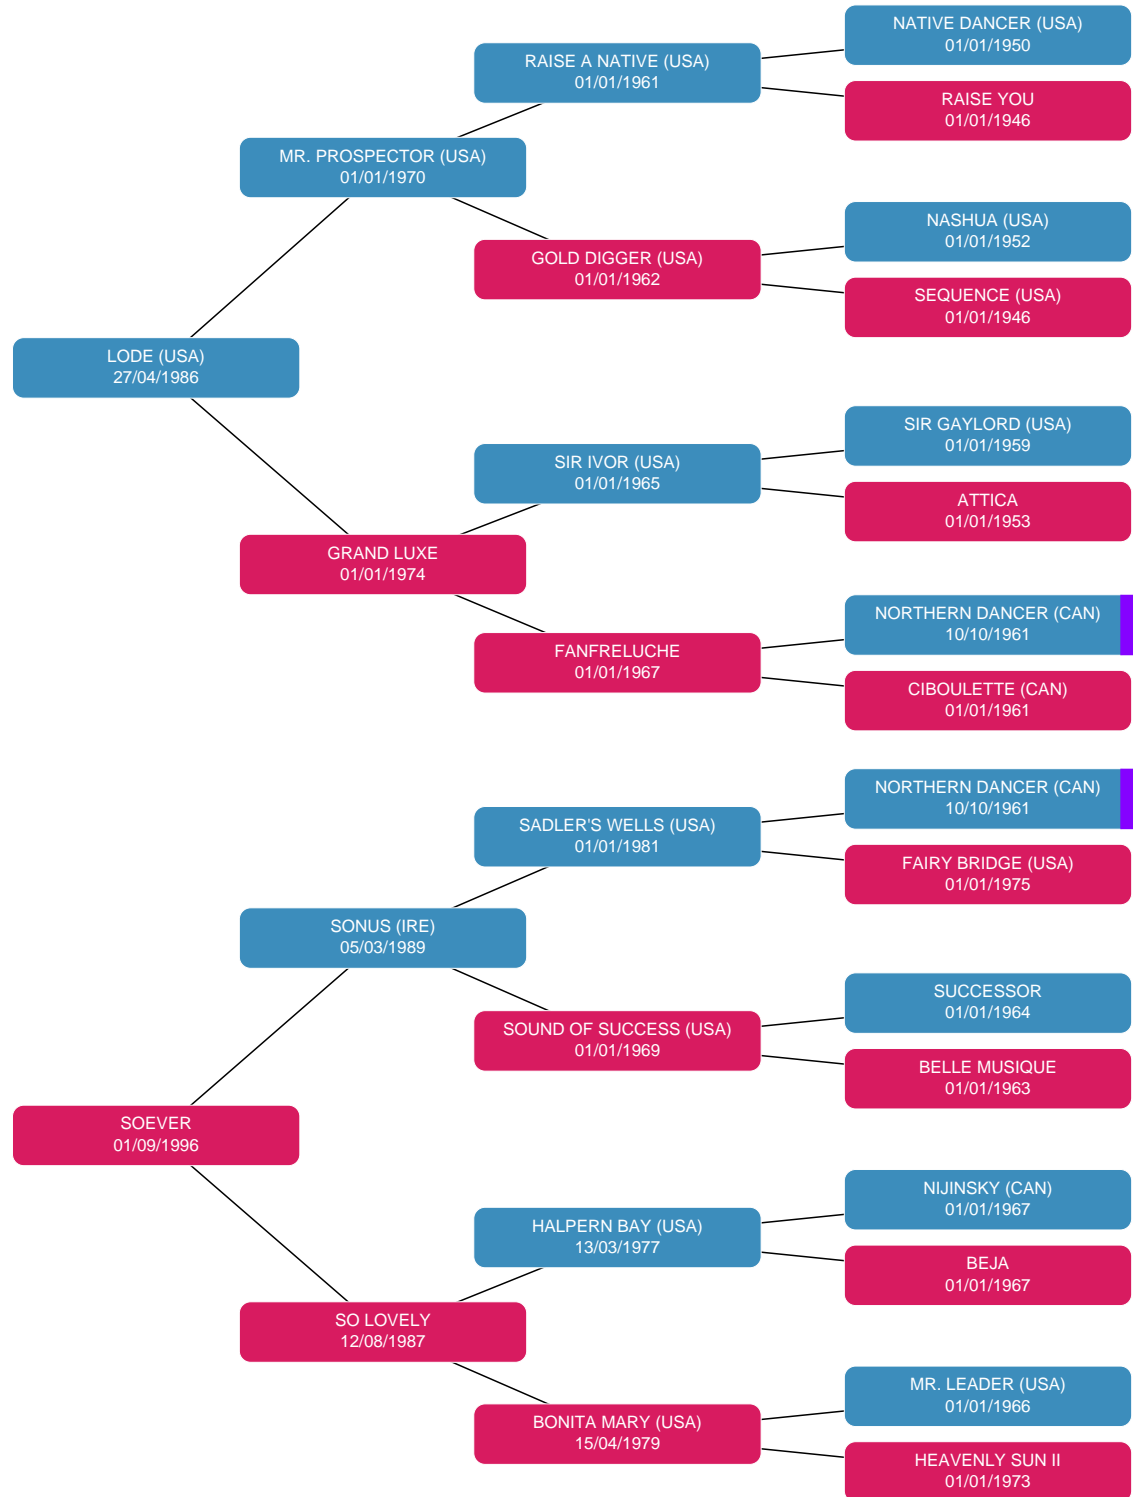 NATIVE DANCER (USA)
01/01/1950
RAISE A NATIVE (USA)
01/01/1961
RAISE YOU
01/01/1946
MR. PROSPECTOR (USA)
01/01/1970
NASHUA (USA)
01/01/1952
GOLD DIGGER (USA)
01/01/1962
SEQUENCE (USA)
01/01/1946
LODE (USA)
27/04/1986
SIR GAYLORD (USA)
01/01/1959
SIR IVOR (USA)
01/01/1965
ATTICA
01/01/1953
GRAND LUXE
01/01/1974
NORTHERN DANCER (CAN)
10/10/1961
FANFRELUCHE
01/01/1967
CIBOULETTE (CAN)
01/01/1961
NORTHERN DANCER (CAN)
10/10/1961
SADLER'S WELLS (USA)
01/01/1981
FAIRY BRIDGE (USA)
01/01/1975
SONUS (IRE)
05/03/1989
SUCCESSOR
01/01/1964
SOUND OF SUCCESS (USA)
01/01/1969
BELLE MUSIQUE
01/01/1963
SOEVER
01/09/1996
NIJINSKY (CAN)
01/01/1967
HALPERN BAY (USA)
13/03/1977
BEJA
01/01/1967
SO LOVELY
12/08/1987
MR. LEADER (USA)
01/01/1966
BONITA MARY (USA)
15/04/1979
HEAVENLY SUN II
01/01/1973